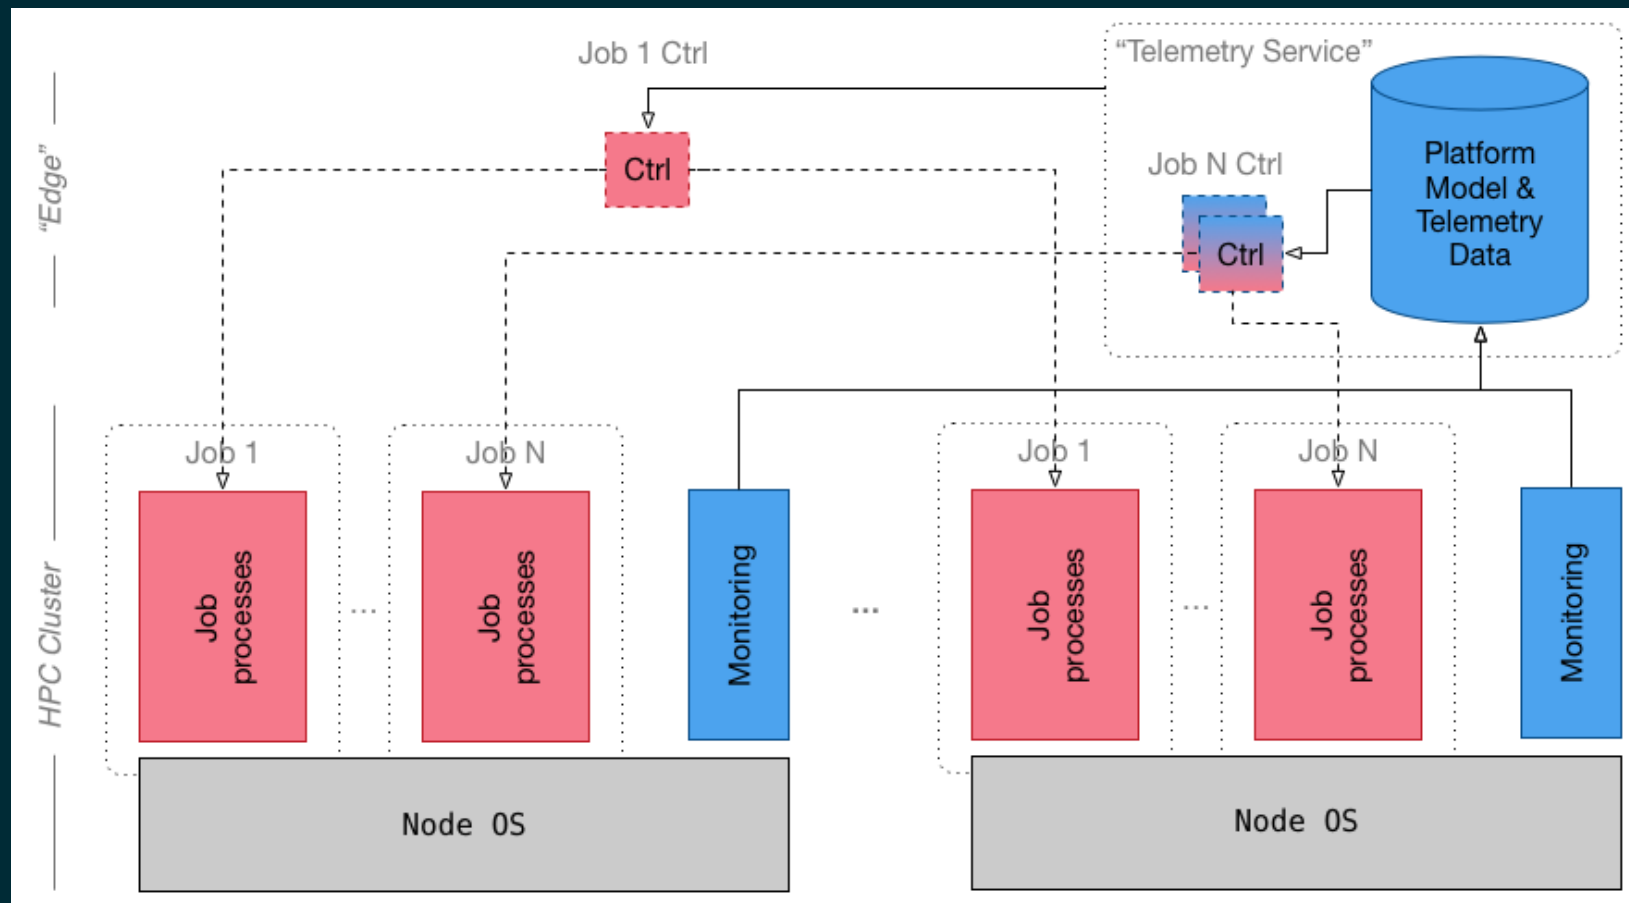 Job 1 Ctrl
“Telemetry Service”
“Edge”
Ctrl
Job N Ctrl
Ctrl
Platform
Model &
Telemetry
Data
HPC Cluster
Job 1
Job N
Job 1
Job N
Job
processes
...
Job
processes
Monitoring
...
Job
processes
...
Job
processes
Monitoring
Node OS
Node OS